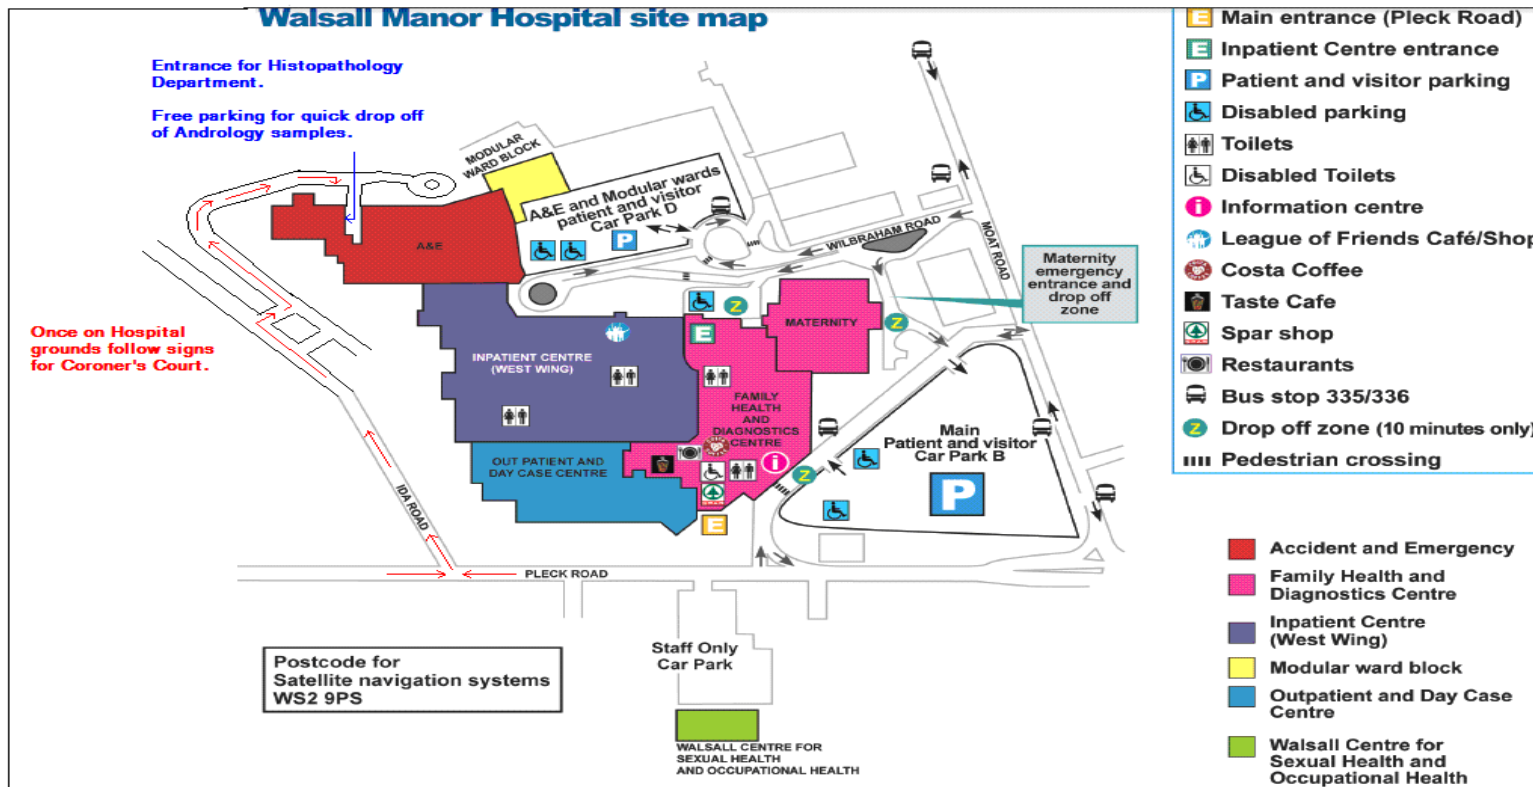 Walsall Manor Hospital site map
Entrance for Histopathology
Department.
Free parking for quick drop off
of Andrology samples.
MODULAR
WARD BLOCK
A&E and Modular wards
patient and visitor
Car Park D
P
A&E
WILBRAHAM ROAD
MOAT ROAD
Maternity
emergency
entrance and
drop off
zone
Z
MATERNITY
Z
E
Once on Hospital
grounds follow signs
for Coroner's Court.
INPATIENT CENTRE
(WEST WING)
FAMILY
HEALTH
AND
DIAGNOSTICS
CENTRE
Main
Patient and visitor
Car Park B
P
i
Z
OUT PATIENT AND
DAY CASE CENTRE
E
IDA ROAD
PLECK ROAD
Staff Only
Car Park
Postcode for
Satellite navigation systems
WS2 9PS
WALSALL CENTRE FOR
SEXUAL HEALTH
AND OCCUPATIONAL HEALTH
E Main entrance (Pleck Road)
E Inpatient Centre entrance
P Patient and visitor parking
Disabled parking
Toilets
Disabled Toilets
i Information centre
League of Friends Café/Shop
Costa Coffee
Taste Cafe
Spar shop
Restaurants
Bus stop 335/336
Z Drop off zone (10 minutes only)
Pedestrian crossing
Accident and Emergency
Family Health and
Diagnostics Centre
Inpatient Centre
(West Wing)
Modular ward block
Outpatient and Day Case
Centre
Walsall Centre for
Sexual Health and
Occupational Health